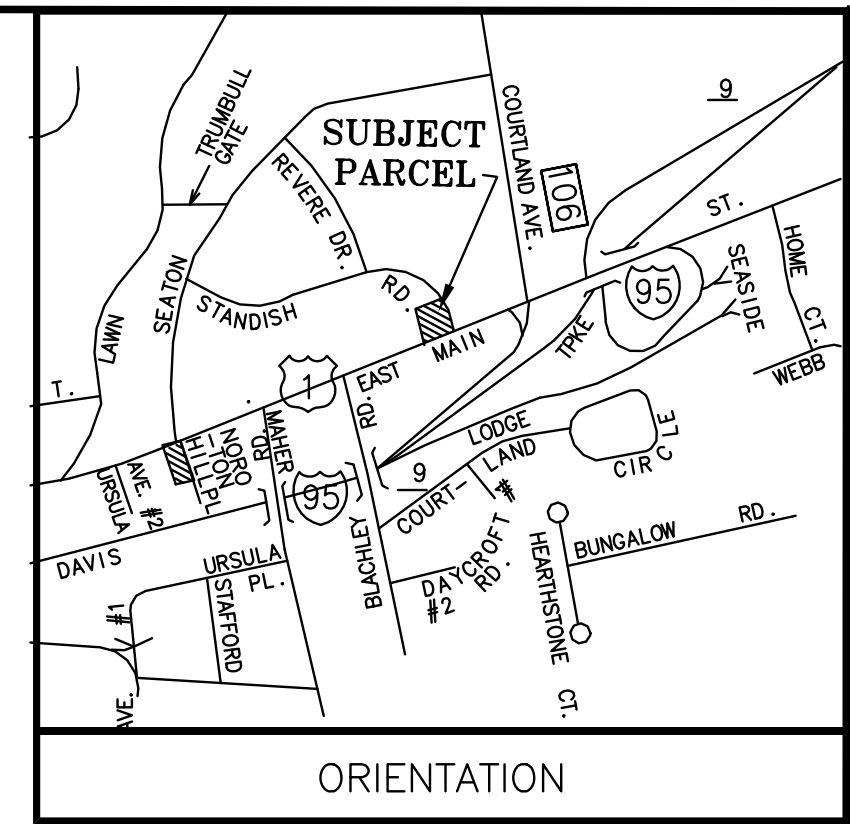 TRUMBULL
GATE
SUBJECT
PARCEL
COURTLAND AVE.
106
9
REVERE DR.
ST.
HOME
CT.
SEASIDE
95
SEATON
STANDISH
RD.
LAWN
MAIN
TPKE
EAST
1
WEBB
T.
RD.
LODGE
MAHER
RD.
NORO
-TON
HILL PL
CIRCLE
9
LAND
COURT-
AVE. #2
URSULA
95
#
BLACHLEY
DAYCROFT
RD.
#2
BUNGALOW
RD.
HEARTHSTONE CT.
DAVIS
URSULA
PL.
STAFFORD
#1
AVE.
ORIENTATION